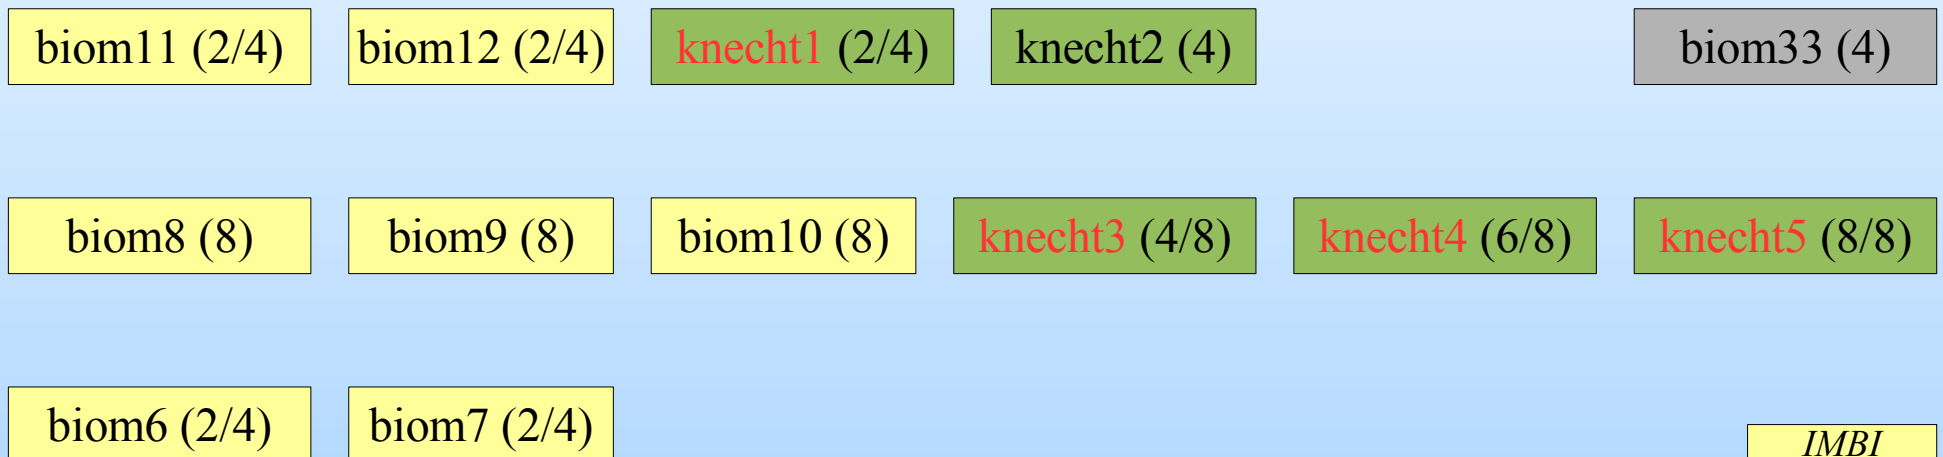 biom11 (2/4) biom12 (2/4) knecht1 (2/4) knecht2 (4) biom33 (4)
biom8 (8) biom9 (8) biom10 (8) knecht3 (4/8) knecht4 (6/8) knecht5 (8/8)
biom6 (2/4) biom7 (2/4)
IMBI